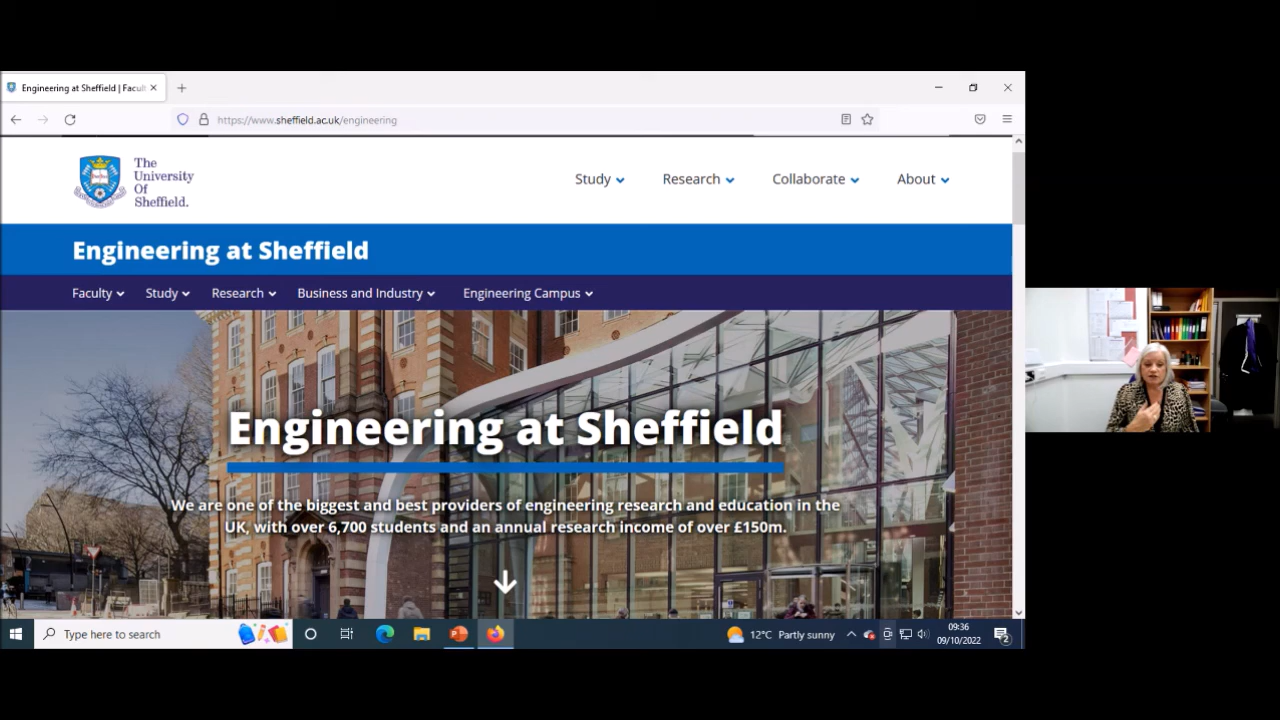 Engineering at Sheffield | Facult
https://www.sheffield.ac.uk/engineering
The
University
Of
Sheffield.
Study
Research
Collaborate
About
Engineering at Sheffield
Faculty
Study
Research
Business and Industry
Engineering Campus
Engineering at Sheffield
We are one of the biggest and best providers of engineering research and education in the
UK, with over 6,700 students and an annual research income of over £150m.
Type here to search
12°C Partly sunny
09:36
09/10/2022
2